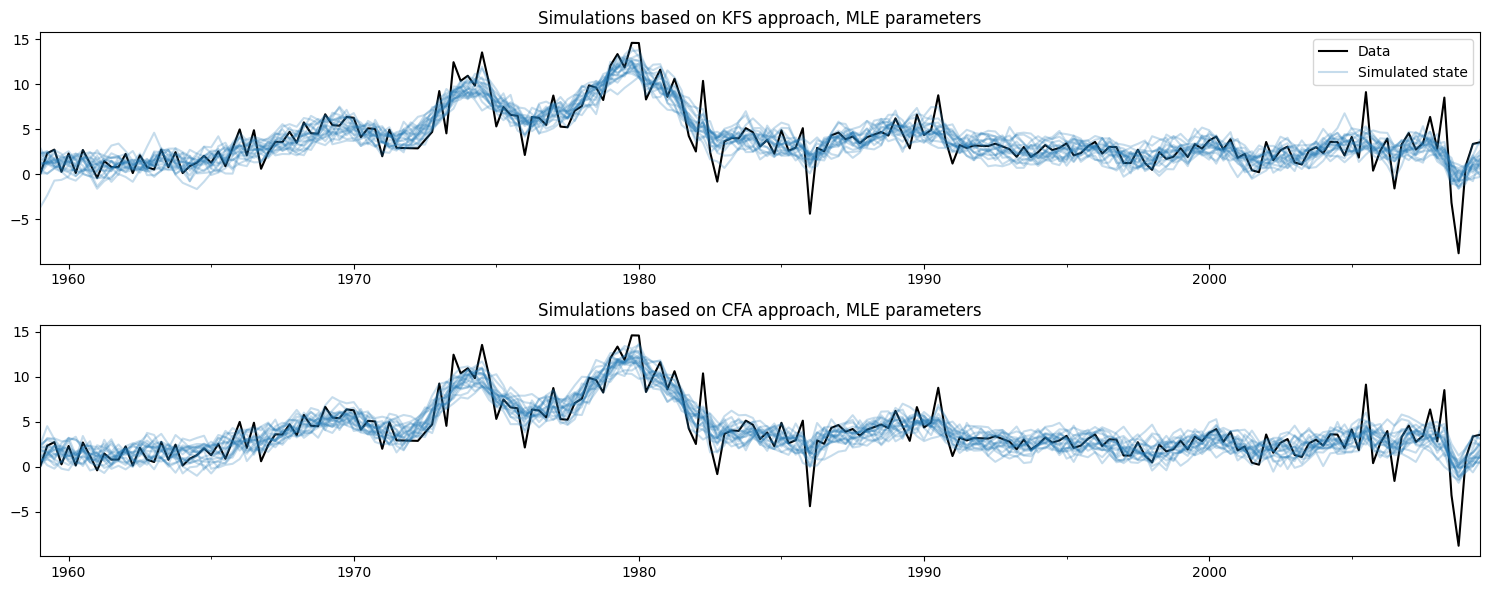 Simulations based on KFS approach, MLE parameters
15
10
5
0
−5
Data
Simulated state
1960 1970 1980 1990 2000
Simulations based on CFA approach, MLE parameters
15
10
5
0
−5
1960 1970 1980 1990 2000